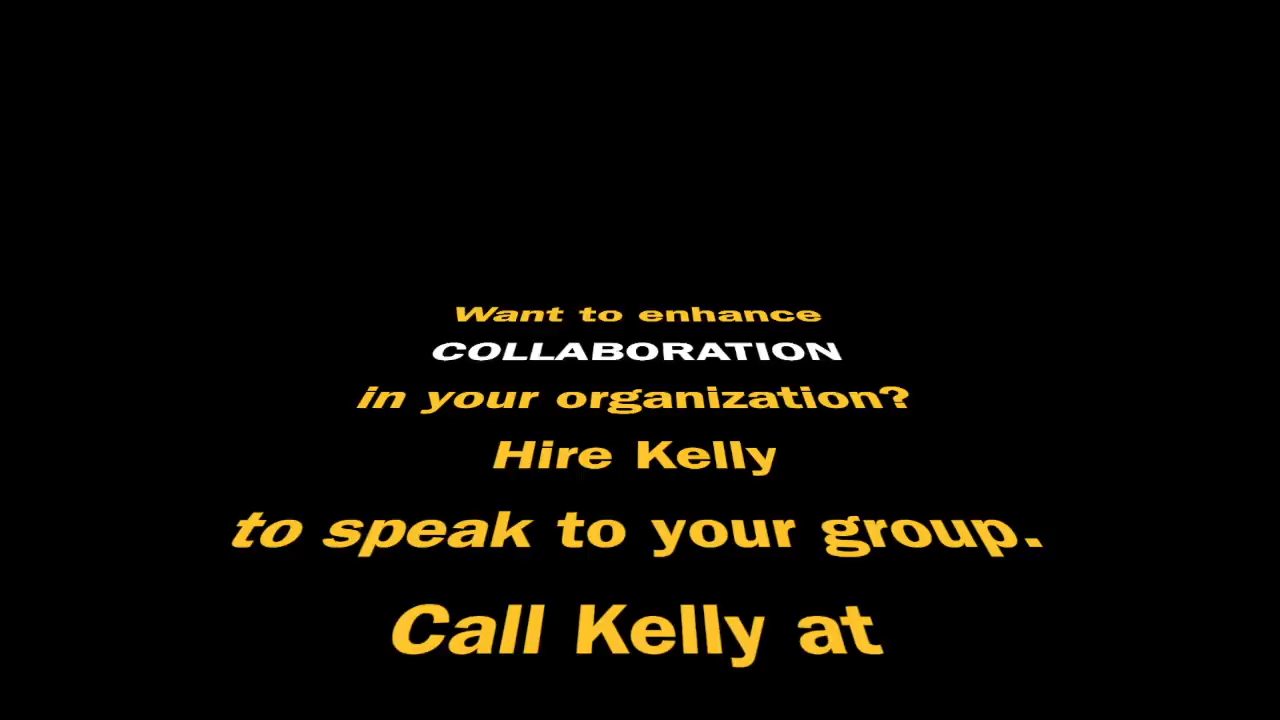 Want to enhance
COLLABORATION
in your organization?
Hire Kelly
to speak to your group.
Call Kelly at